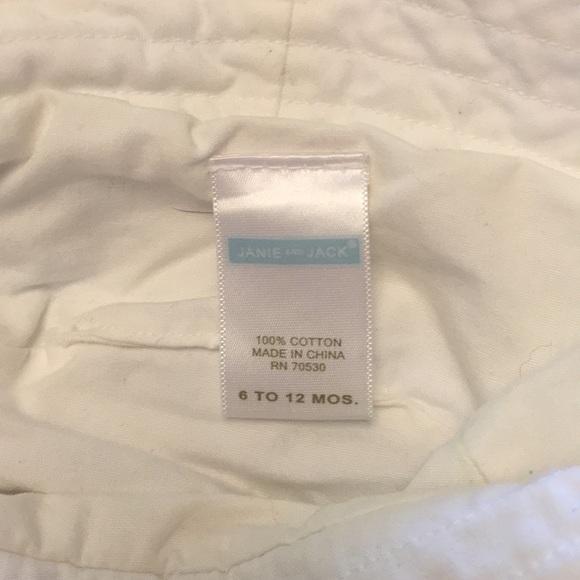 JANIE AND JACK®
100% COTTON
MADE IN CHINA
RN 70530
6 TO 12 MOS.